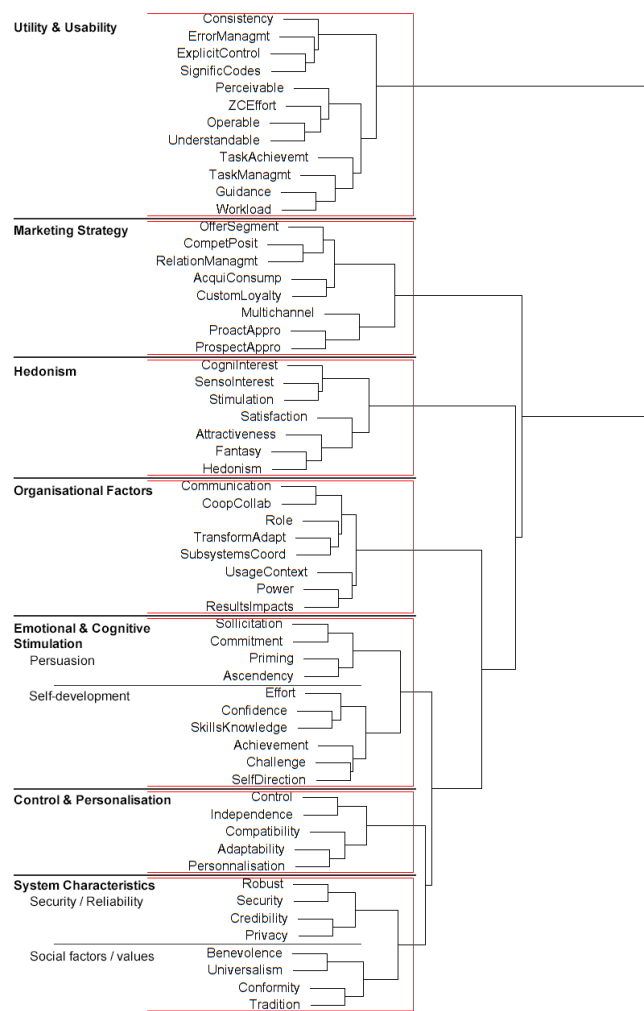 Utility & Usability
Consistency
ErrorManagmt
ExplicitControl
SignificCodes
Perceivable
ZCEffort
Operable
Understandable
TaskAchievemt
TaskManagmt
Guidance
Workload
Marketing Strategy
OfferSegment
CompetPosit
RelationManagmt
AcquiConsump
CustomLoyalty
Multichannel
ProactAppro
ProspectAppro
Hedonism
CogniInterest
SensoInterest
Stimulation
Satisfaction
Attractiveness
Fantasy
Hedonism
Organisational Factors
Communication
CoopCollab
Role
TransformAdapt
SubsystemsCoord
UsageContext
Power
ResultsImpacts
Emotional & Cognitive
Stimulation
Persuasion
Sollicitation
Commitment
Priming
Ascendency
Self-development
Effort
Confidence
SkillsKnowledge
Achievement
Challenge
SelfDirection
Control & Personalisation
Control
Independence
Compatibility
Adaptability
Personnalisation
System Characteristics
Security / Reliability
Robust
Security
Credibility
Privacy
Social factors / values
Benevolence
Universalism
Conformity
Tradition